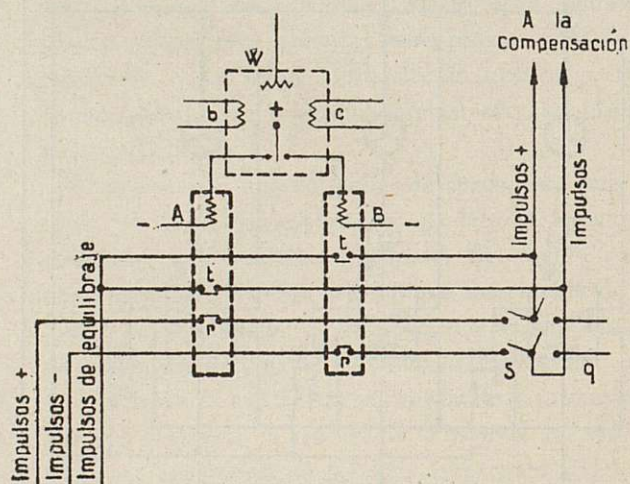 A la
compensación
W
b
+
c
A
B
-
-
Impulsos +
Impulsos -
t
t
r
r
S
q
Impulsos +
Impulsos -
Impulsos de equilibraje